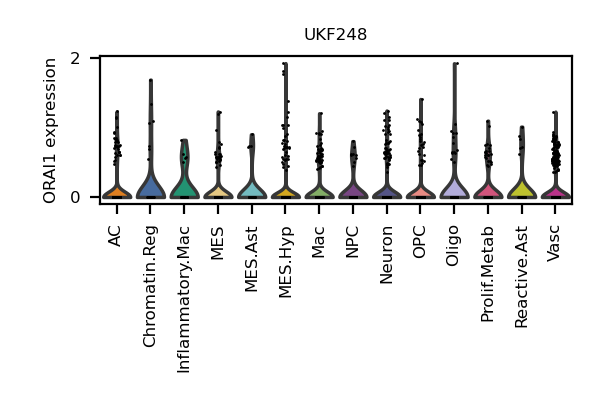 UKF248
ORAI1 expression
2
0
AC
Chromatin.Reg
Inflammatory.Mac
MES
MES.Ast
MES.Hyp
Mac
NPC
Neuron
OPC
Oligo
Prolif.Metab
Reactive.Ast
Vasc